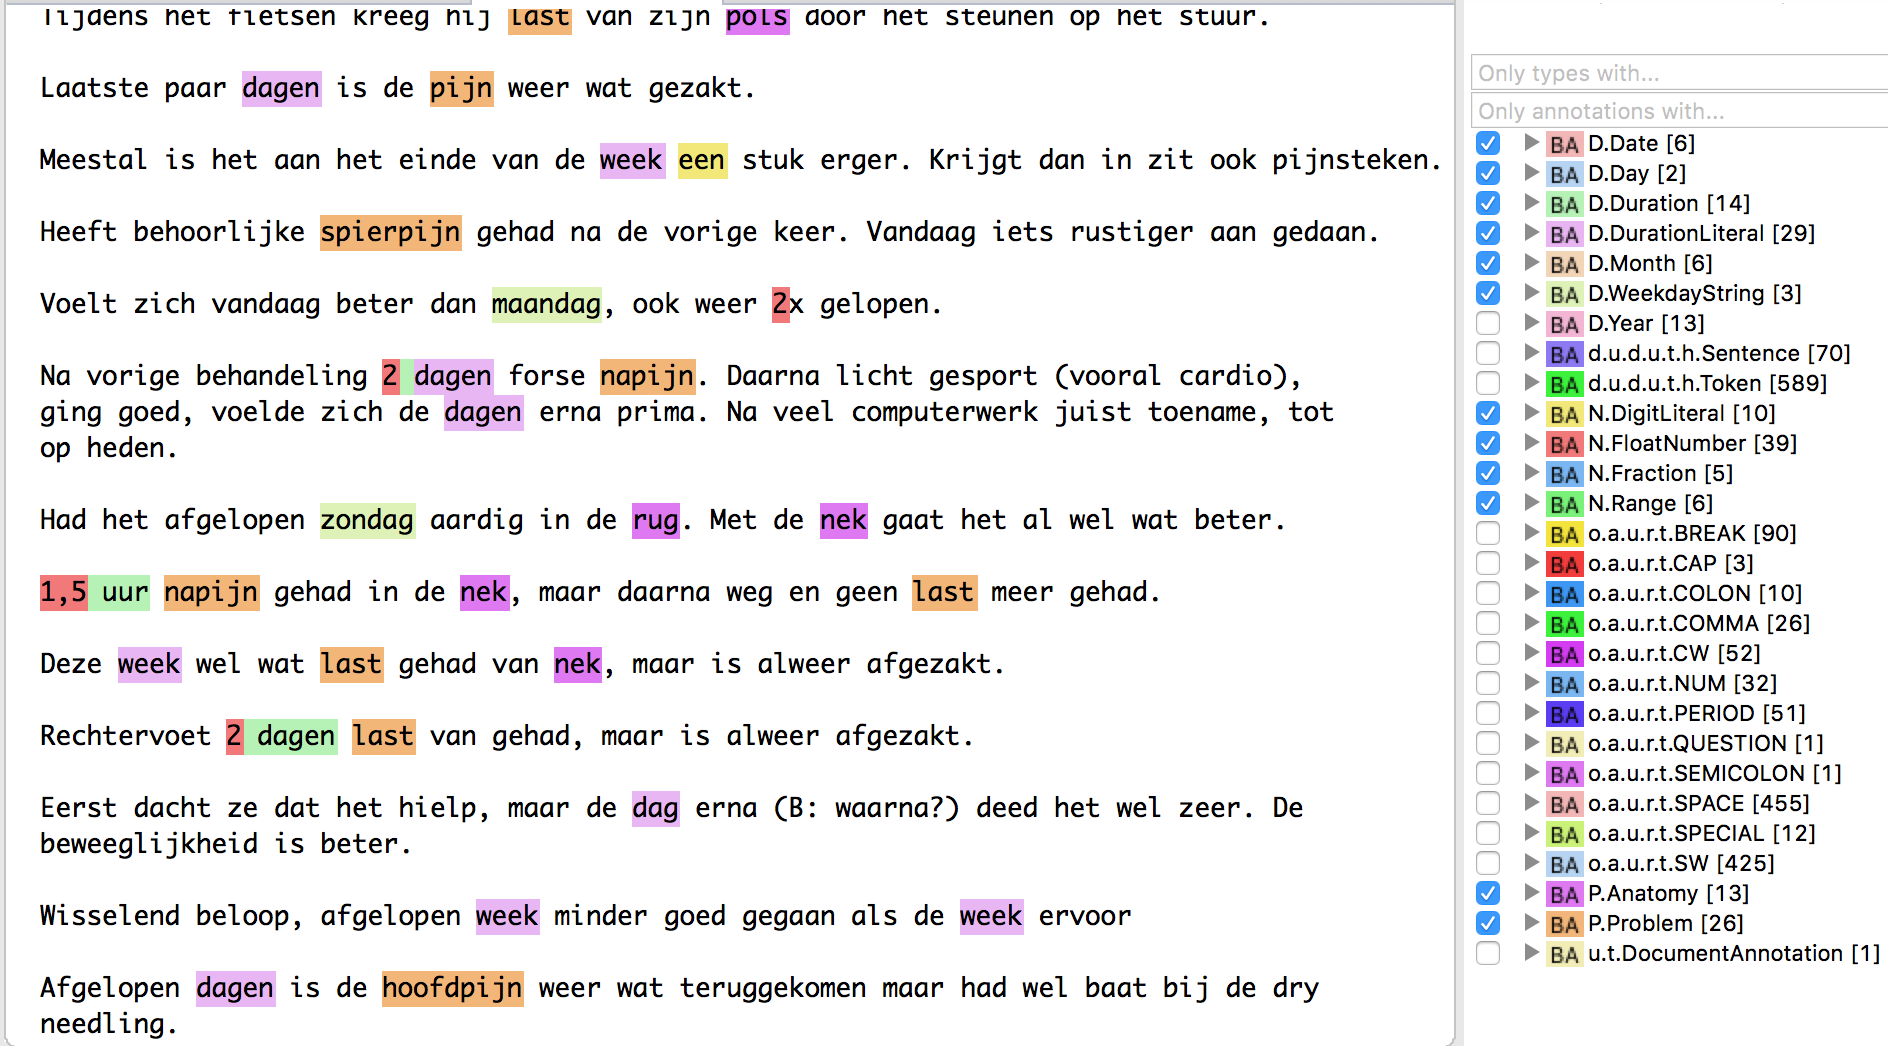 Tijdens het fietsen kreeg hij last van zijn pols door het steunen op het stuur.
Laatste paar dagen is de pijn weer wat gezakt.
Meestal is het aan het einde van de week een stuk erger. Krijgt dan in zit ook pijnsteken.
Heeft behoorlijke spierpijn gehad na de vorige keer. Vandaag iets rustiger aan gedaan.
Voelt zich vandaag beter dan maandag, ook weer 2x gelopen.
Na vorige behandeling 2 dagen forse napijn. Daarna licht gesport (vooral cardio),
ging goed, voelde zich de dagen erna prima. Na veel computerwerk juist toename, tot
op heden.
Had het afgelopen zondag aardig in de rug. Met de nek gaat het al wel wat beter.
1,5 uur napijn gehad in de nek, maar daarna weg en geen last meer gehad.
Deze week wel wat last gehad van nek, maar is alweer afgezakt.
Rechtervoet 2 dagen last van gehad, maar is alweer afgezakt.
Eerst dacht ze dat het hielp, maar de dag erna (B: waarna?) deed het wel zeer. De
beweeglijkheid is beter.
Wisselend beloop, afgelopen week minder goed gegaan als de week ervoor
Afgelopen dagen is de hoofdpijn weer wat teruggekomen maar had wel baat bij de dry
needling.
Only types with...
Only annotations with...
BA D.Date [6]
BA D.Day [2]
BA D.Duration [14]
BA D.DurationLiteral [29]
BA D.Month [6]
BA D.WeekdayString [3]
BA D.Year [13]
BA d.u.d.u.t.h.Sentence [70]
BA d.u.d.u.t.h.Token [589]
BA N.DigitLiteral [10]
BA N.FloatNumber [39]
BA N.Fraction [5]
BA N.Range [6]
BA o.a.u.r.t.BREAK [90]
BA o.a.u.r.t.CAP [3]
BA o.a.u.r.t.COLON [10]
BA o.a.u.r.t.COMMA [26]
BA o.a.u.r.t.CW [52]
BA o.a.u.r.t.NUM [32]
BA o.a.u.r.t.PERIOD [51]
BA o.a.u.r.t.QUESTION [1]
BA o.a.u.r.t.SEMICOLON [1]
BA o.a.u.r.t.SPACE [455]
BA o.a.u.r.t.SPECIAL [12]
BA o.a.u.r.t.SW [425]
BA P.Anatomy [13]
BA P.Problem [26]
BA u.t.DocumentAnnotation [1]